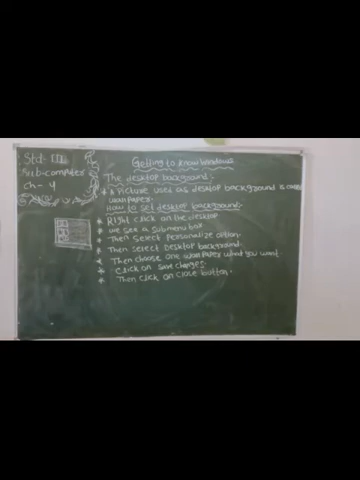 Std- III
Sub-computer
ch- 4
Getting to know Windows
The desktop background:
* A Picture used as desktop background is called
wallpaper.
How to set desktop background:
* Right click on the desktop
* We see a submenu box
* Then select Personalize option.
* Then select Desktop background.
* Then choose one wallpaper what you want
* Click on save changes.
* Then click on close button.